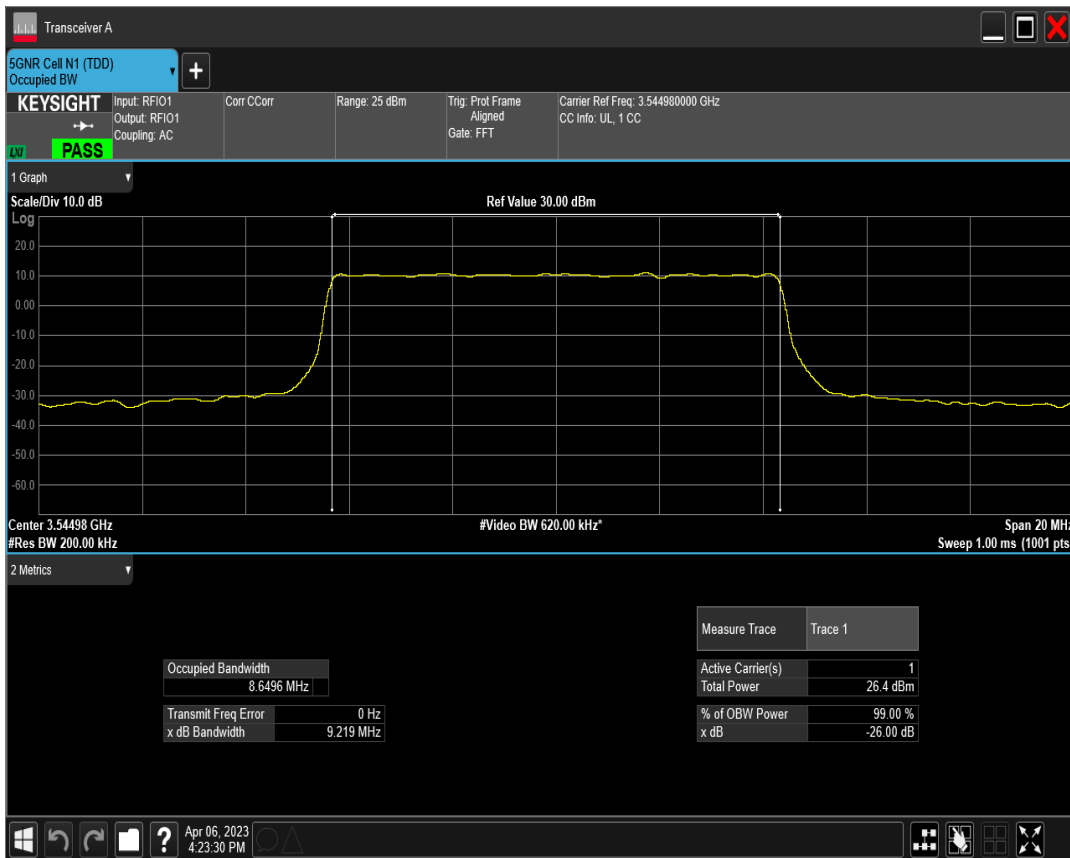 Transceiver A
5GNR Cell N1 (TDD)
Occupied BW
+
KEYSIGHT
LXI
PASS
Input: RFIO1
Output: RFIO1
Coupling: AC
Corr CCorr
Range: 25 dBm
Trig: Prot Frame
Aligned
Gate: FFT
Carrier Ref Freq: 3.544980000 GHz
CC Info: UL, 1 CC
1 Graph
Scale/Div 10.0 dB
Ref Value 30.00 dBm
Log
20.0
10.0
0.00
-10.0
-20.0
-30.0
-40.0
-50.0
-60.0
Center 3.54498 GHz
#Video BW 620.00 kHz*
Span 20 MHz
#Res BW 200.00 kHz
Sweep 1.00 ms (1001 pts
2 Metrics
Measure Trace Trace 1
Occupied Bandwidth
8.6496 MHz
Active Carrier(s) 1
Total Power 26.4 dBm
Transmit Freq Error 0 Hz
x dB Bandwidth 9.219 MHz
% of OBW Power 99.00 %
x dB -26.00 dB
?
Apr 06, 2023
4:23:30 PM